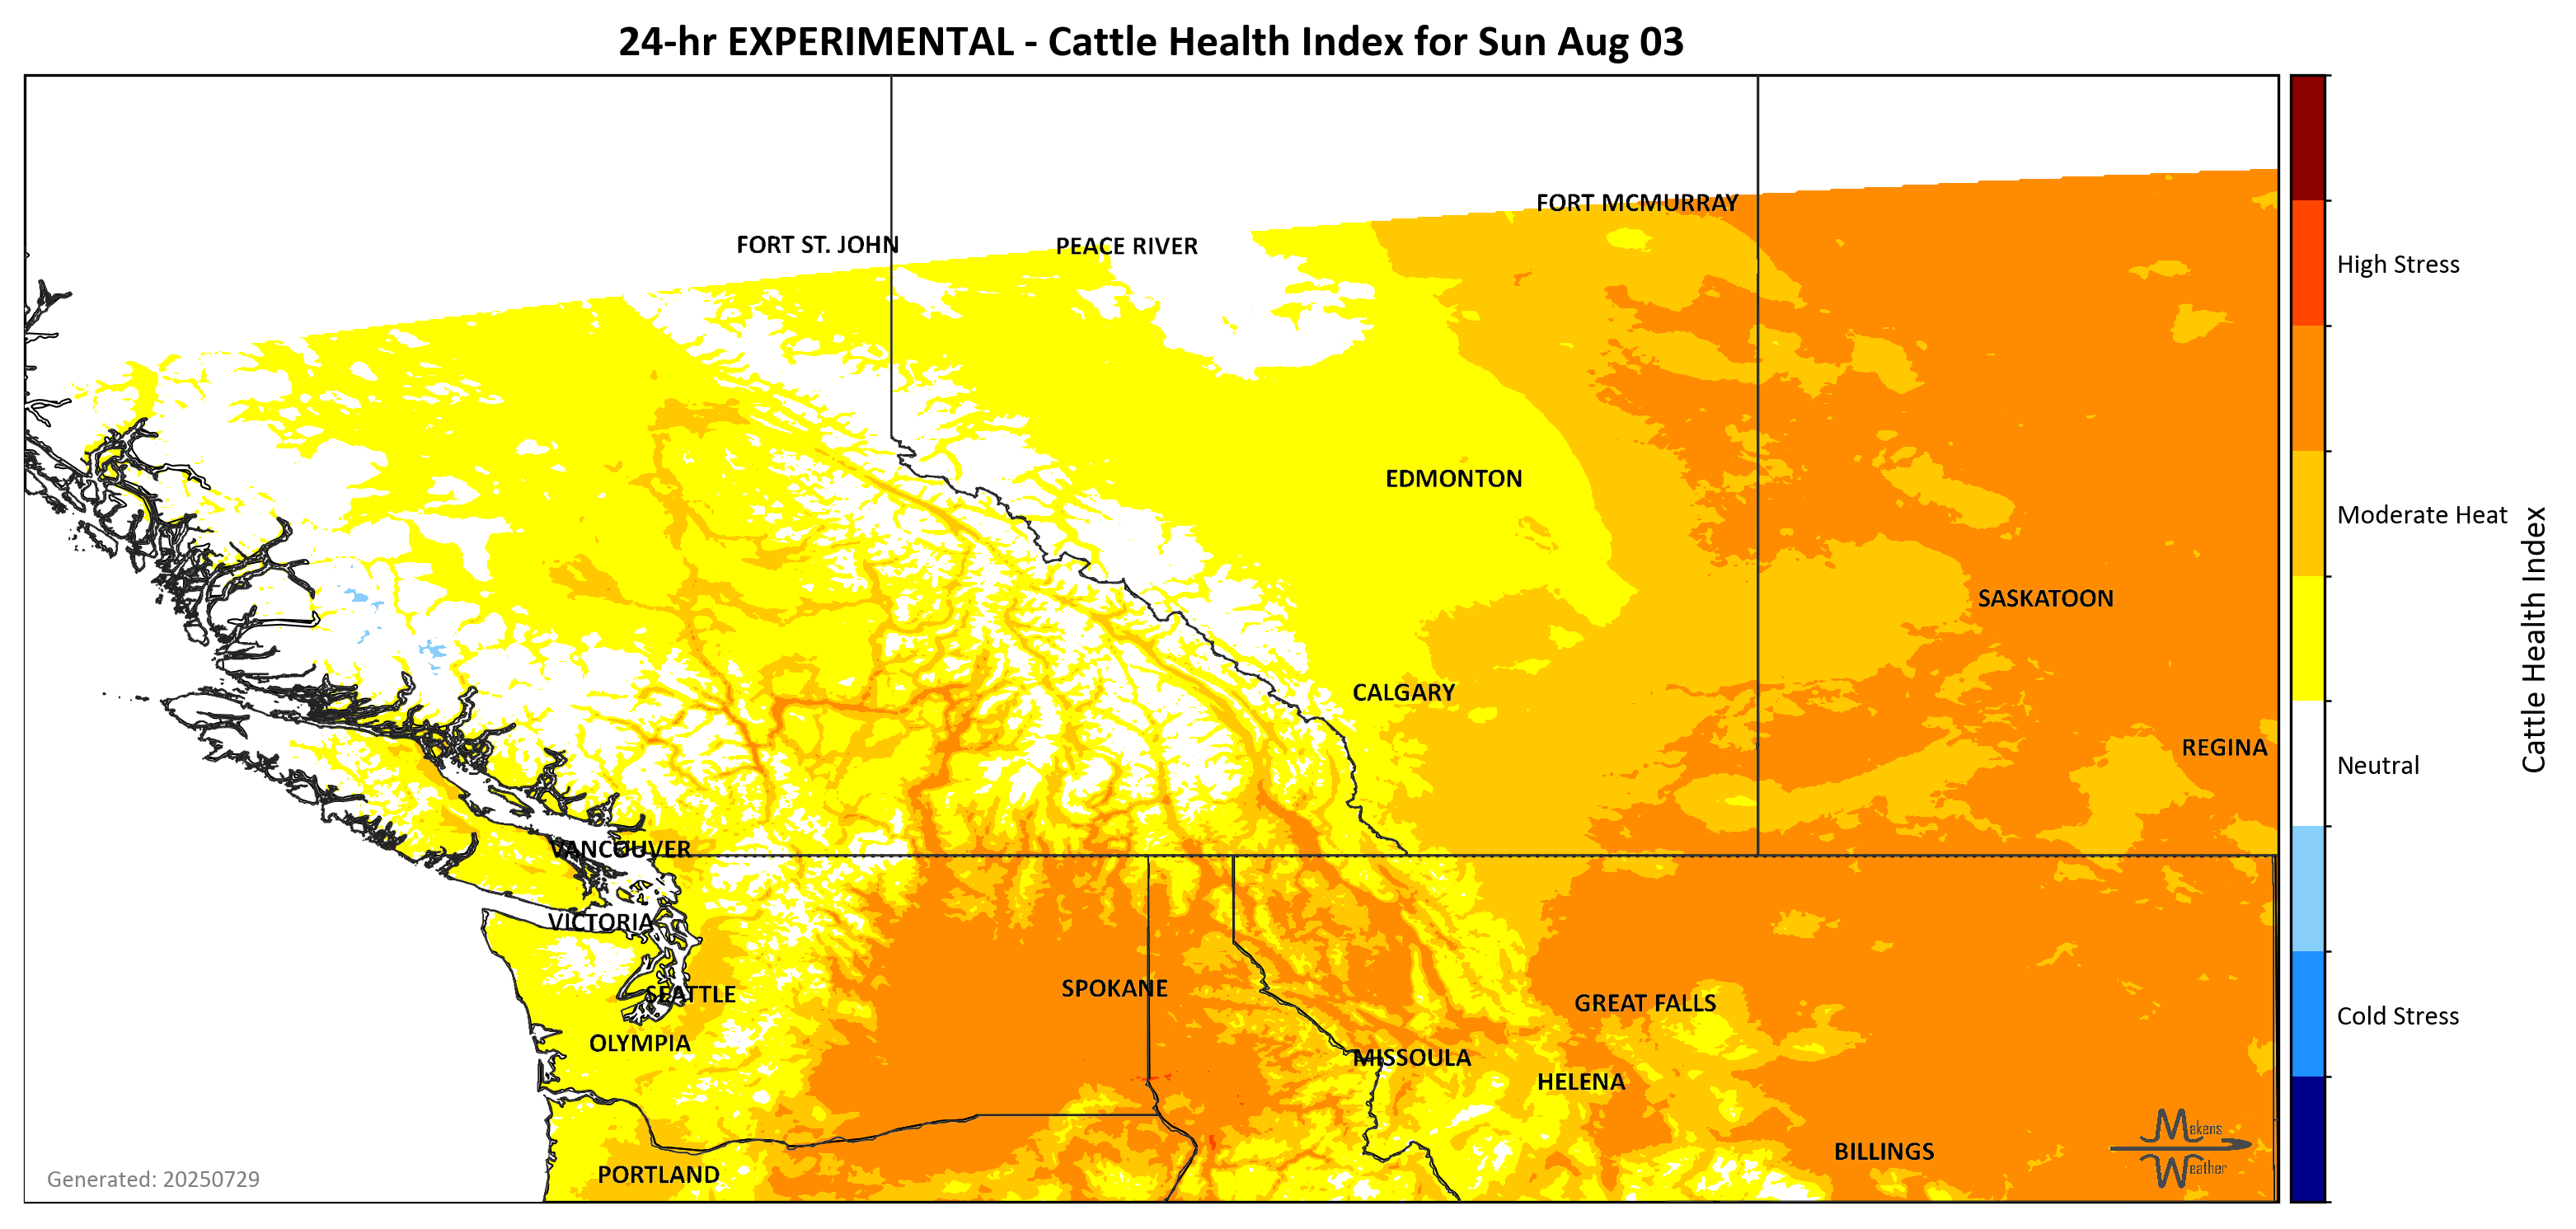 24-hr EXPERIMENTAL - Cattle Health Index for Sun Aug 03
FORT MCMURRAY
FORT ST. JOHN
PEACE RIVER
High Stress
EDMONTON
Moderate Heat
SASKATOON
CALGARY
REGINA
Neutral
Cattle Health Index
VANCOUVER
VICTORIA
SPOKANE
SEATTLE
GREAT FALLS
Cold Stress
OLYMPIA
MISSOULA
HELENA
Makens
Weather
BILLINGS
PORTLAND
Generated: 20250729